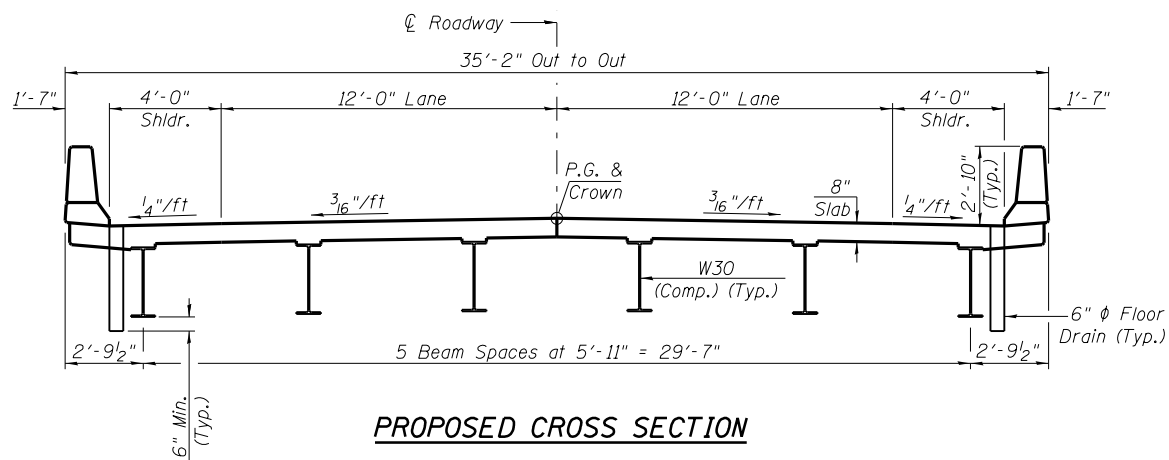 ℄ Roadway
35'-2" Out to Out
1'-7"
4'-0"
Shldr.
12'-0" Lane
12'-0" Lane
4'-0"
Shldr.
1'-7"
P.G. &
Crown
2'-10"
(Typ.)
1/4"/ft
3/16"/ft
3/16"/ft
8"
Slab
1/4"/ft
W30
(Comp.) (Typ.)
6" ϕ Floor
Drain (Typ.)
2'-9 1/2"
5 Beam Spaces at 5'-11" = 29'-7"
2'-9 1/2"
6" Min.
(Typ.)
PROPOSED CROSS SECTION